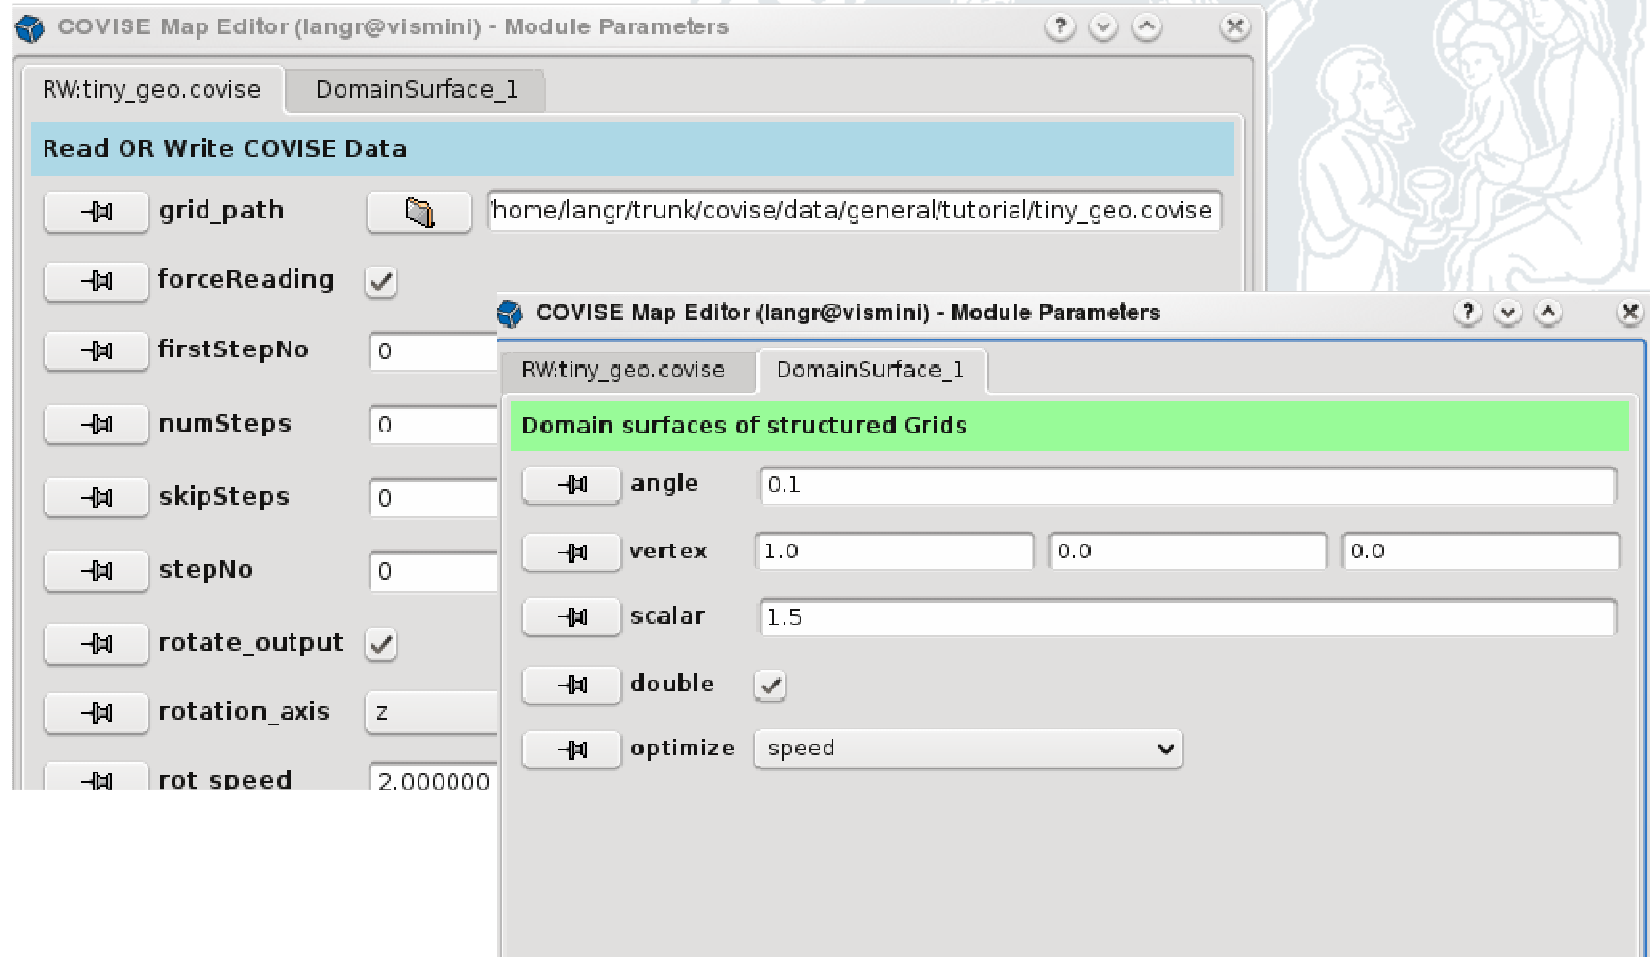 COVISE Map Editor (langr@vismini) - Module Parameters
RW:tiny_geo.covise DomainSurface_1
Read OR Write COVISE Data
grid_path /home/langr/trunk/covise/data/general/tutorial/tiny_geo.covise
forceReading
firstStepNo 0
numSteps 0
skipSteps 0
stepNo 0
rotate_output
rotation_axis z
rot_speed 2.000000
COVISE Map Editor (langr@vismini) - Module Parameters
RW:tiny_geo.covise DomainSurface_1
Domain surfaces of structured Grids
angle 0.1
vertex 1.0 0.0 0.0
scalar 1.5
double
optimize speed